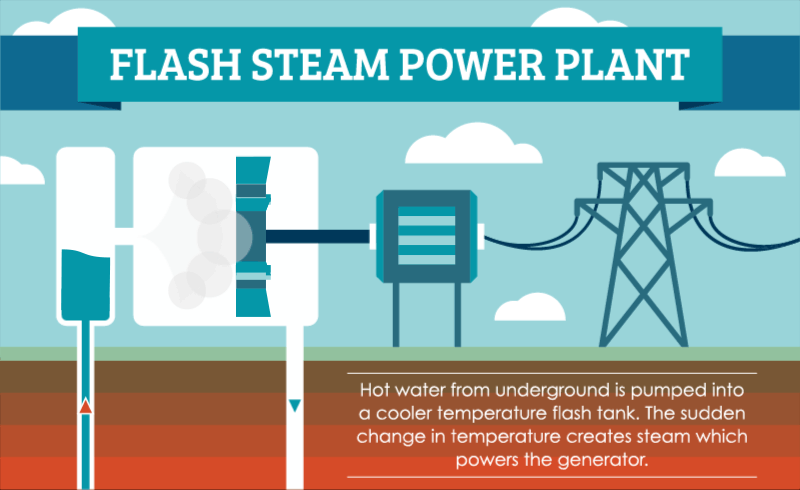 FLASH STEAM POWER PLANT
Hot water from underground is pumped into
a cooler temperature flash tank. The sudden
change in temperature creates steam which
powers the generator.